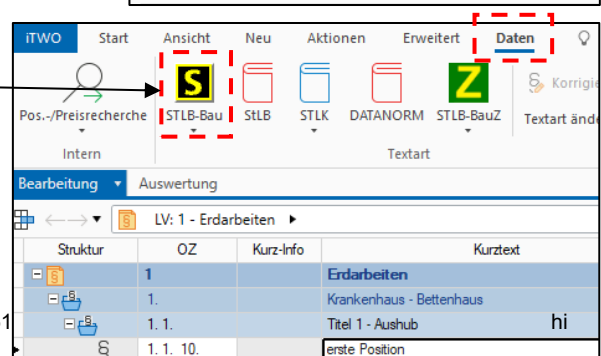 iTWO Start Ansicht Neu Aktionen Erweitert Daten
S Z
Pos.-/Preisrecherche STLB-Bau StLB STLK DATANORM STLB-BauZ Korrigie
Textart ände
Intern Textart
Bearbeitung Auswertung
LV: 1 - Erdarbeiten
Struktur OZ Kurz-Info Kurztext
1 Erdarbeiten
1. Krankenhaus - Bettenhaus
1 1. 1. Titel 1 - Aushub hi
1. 1. 10. erste Position